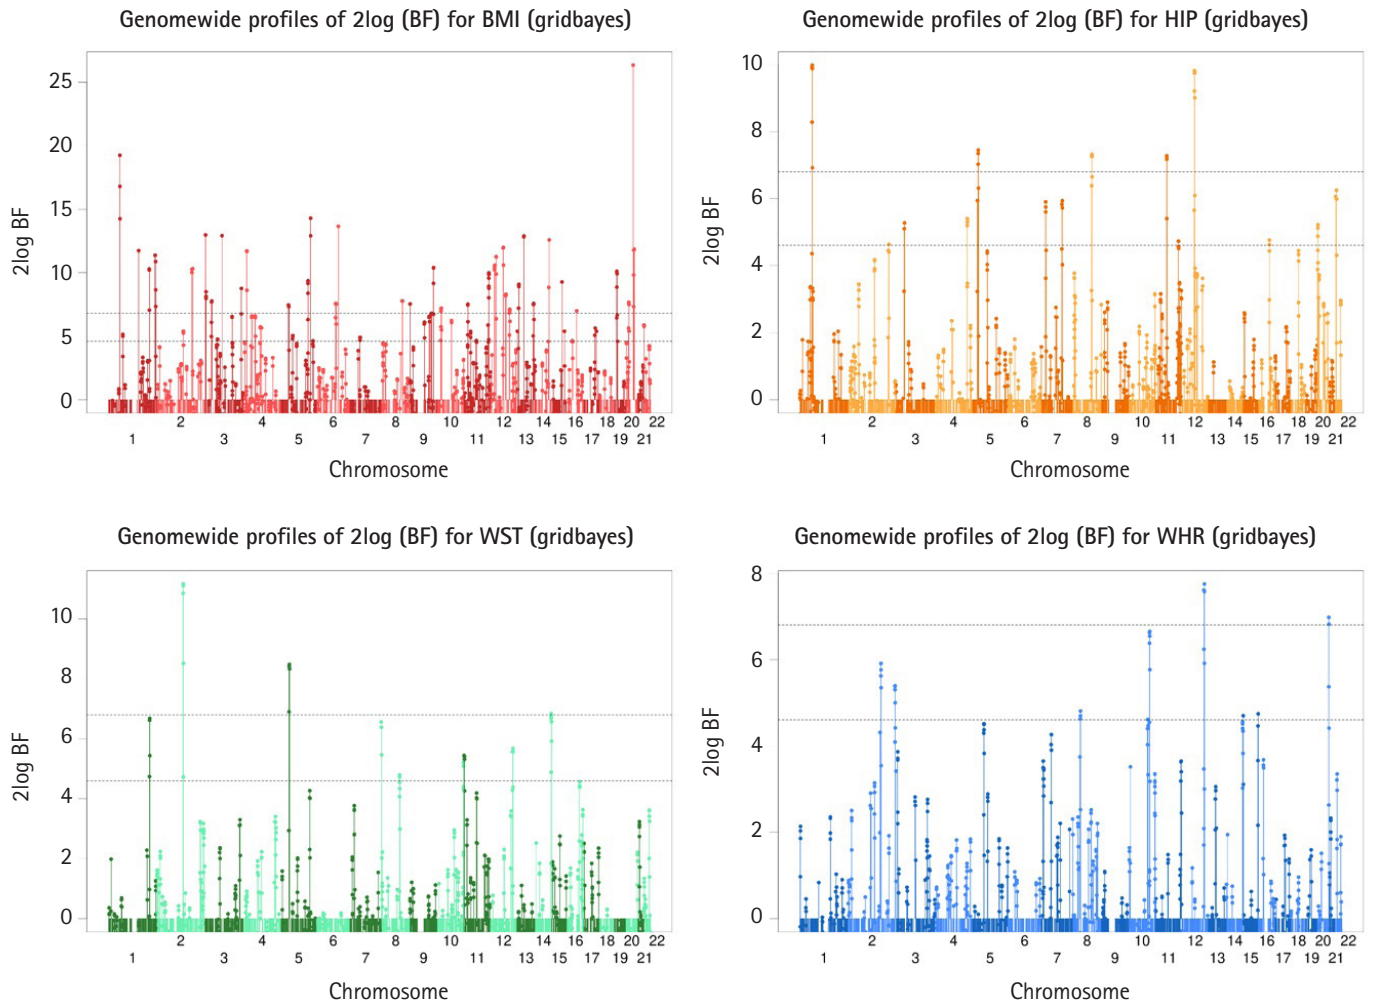 Genomewide profiles of 2log (BF) for BMI (gridbayes)
25
20
15
10
5
0
2log BF
2 4 6 8 10 12 14 16 18 20 22
1 3 5 7 9 11 13 15 17 19 21
Chromosome
Genomewide profiles of 2log (BF) for HIP (gridbayes)
10
8
6
4
2
0
2log BF
2 4 6 8 10 12 14 16 18 20 22
1 3 5 7 9 11 13 15 17 19 21
Chromosome
Genomewide profiles of 2log (BF) for WST (gridbayes)
10
8
6
4
2
0
2log BF
2 4 6 8 10 12 14 16 18 20 22
1 3 5 7 9 11 13 15 17 19 21
Chromosome
Genomewide profiles of 2log (BF) for WHR (gridbayes)
8
6
4
2
0
2log BF
2 4 6 8 10 12 14 16 18 20 22
1 3 5 7 9 11 13 15 17 19 21
Chromosome